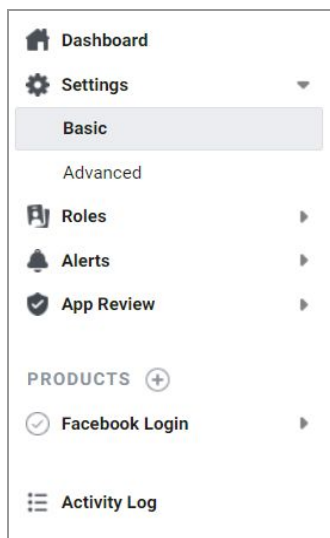 Dashboard
Settings
Basic
Advanced
Roles
Alerts
App Review
PRODUCTS
Facebook Login
Activity Log